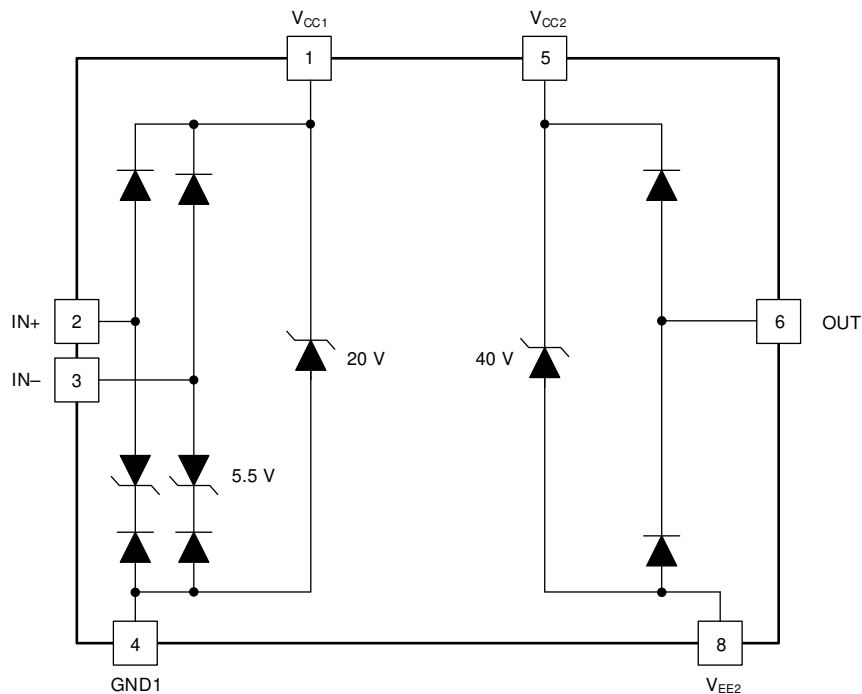 V_CC1
V_CC2
1
5
IN+
2
6
OUT
IN–
3
20 V
40 V
5.5 V
4
8
GND1
V_EE2